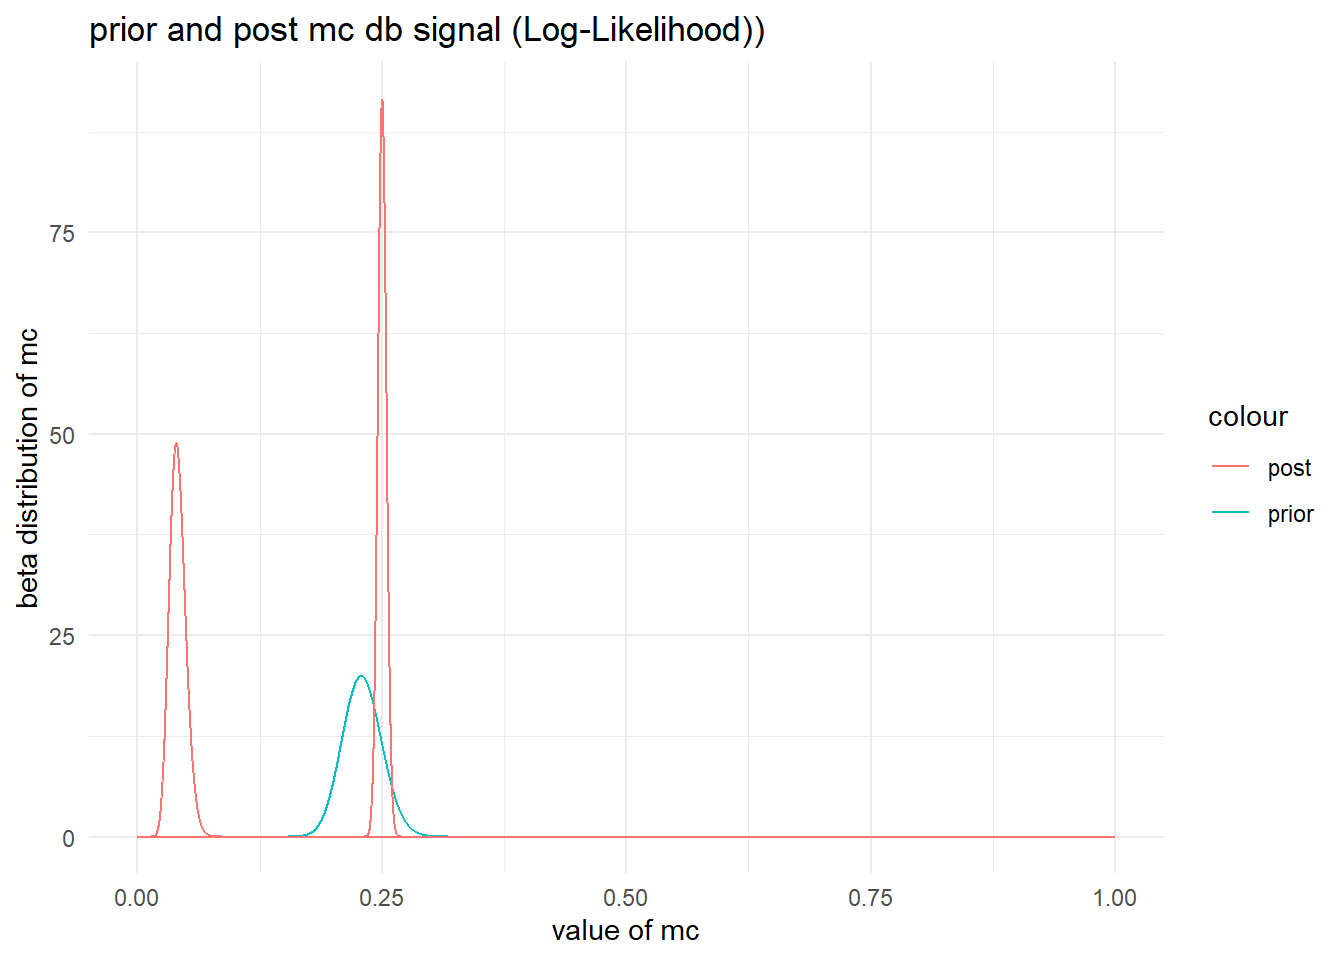 prior and post mc db signal (Log-Likelihood))
beta distribution of mc
75
50
25
0
0.00
0.25
0.50
0.75
1.00
value of mc
colour
post
prior